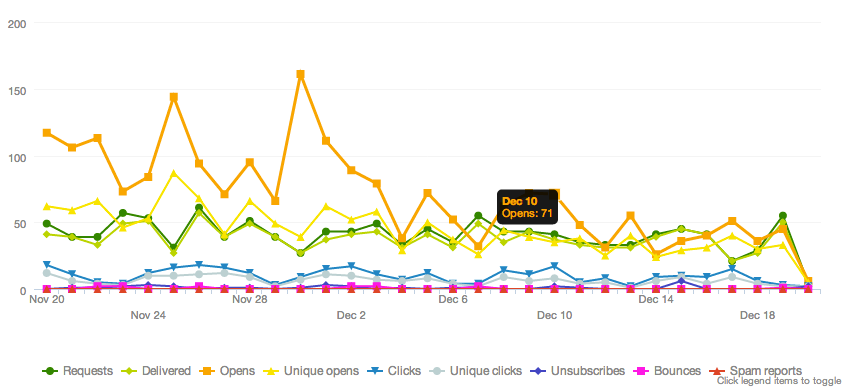 200
150
100
50
0
Dec 10
Opens: 71
Nov 20
Nov 28
Dec 6
Dec 10
Dec 14
Nov 24
Dec 2
Dec 18
Requests
Delivered
Opens
Unique opens
Clicks
Unique clicks
Unsubscribes
Bounces
Spam reports
Click legend items to toggle